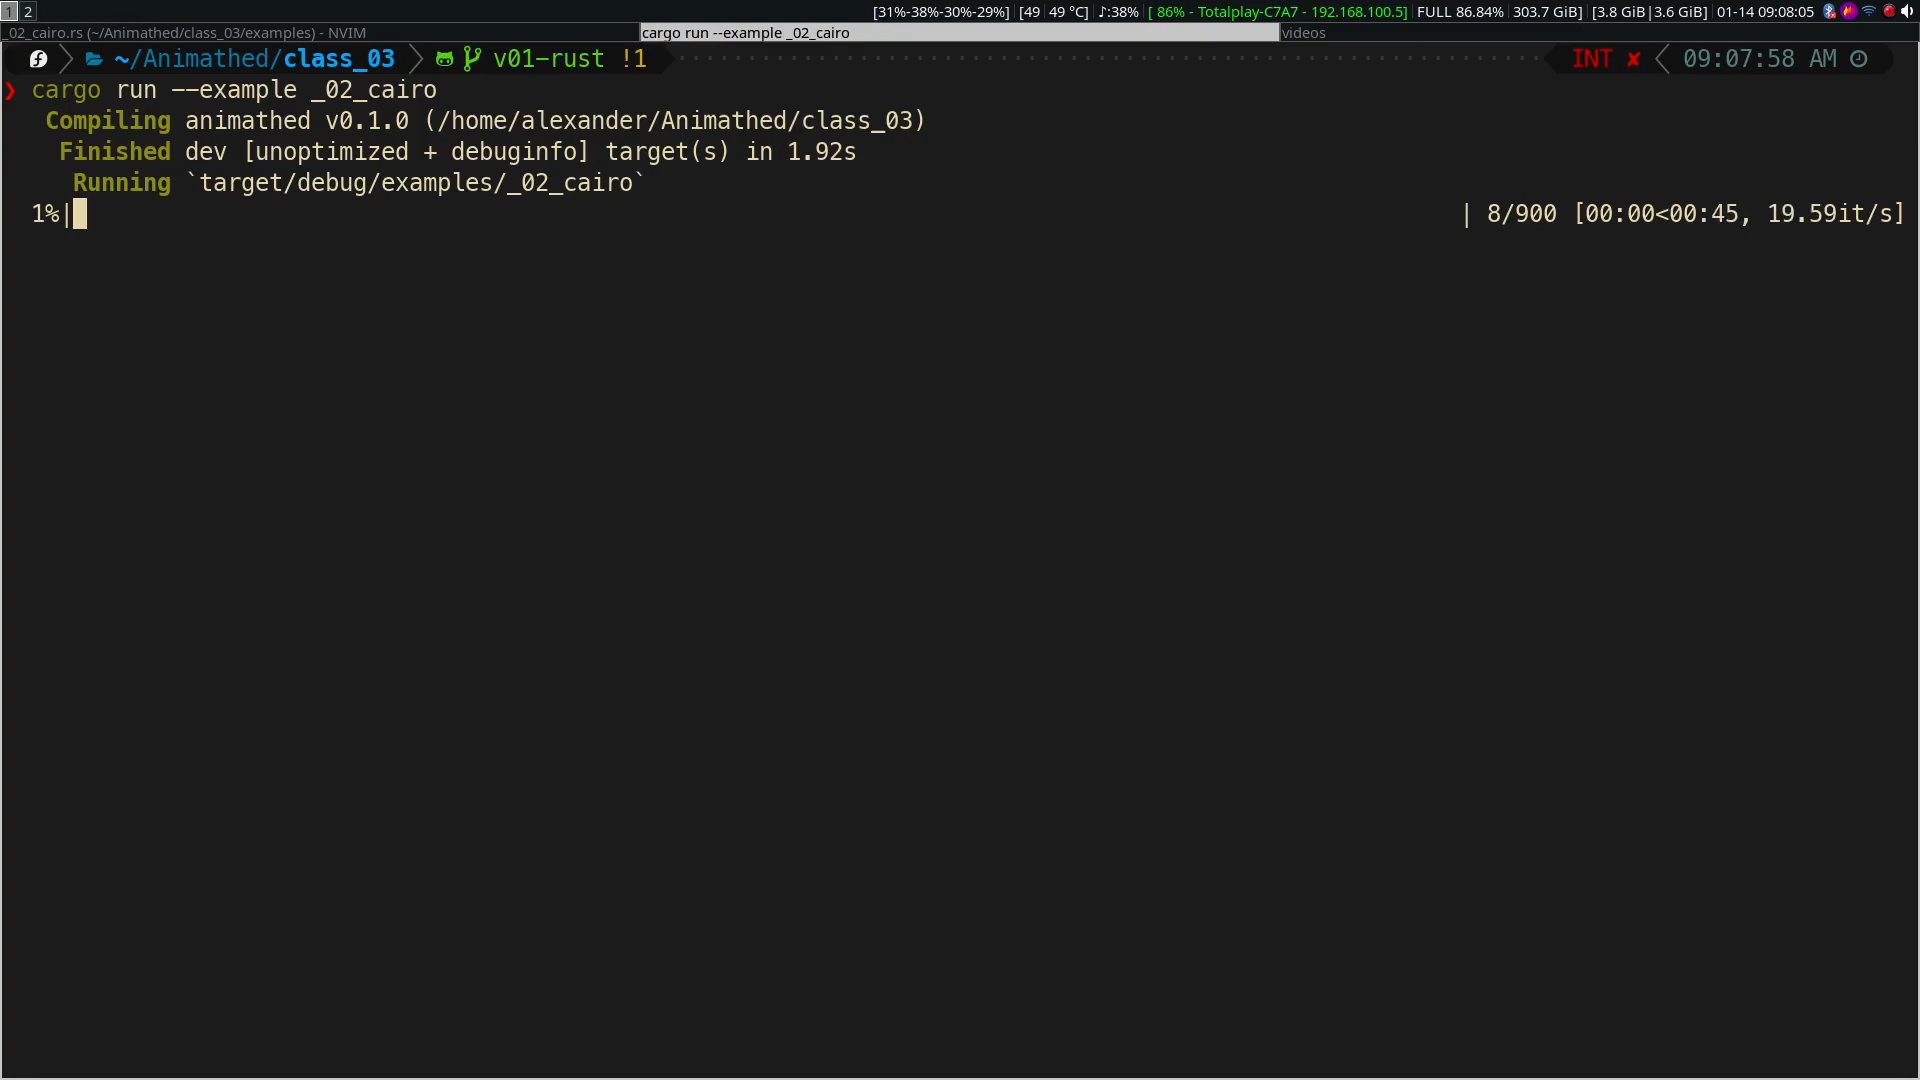 1 2 [31%-38%-30%-29%] [49 49 °C] ♪:38% [ 86% - Totalplay-C7A7 - 192.168.100.5] FULL 86.84% 303.7 GiB] [3.8 GiB|3.6 GiB] 01-14 09:08:05
_02_cairo.rs (~/Animathed/class_03/examples) - NVIM cargo run --example _02_cairo videos
~/Animathed/class_03 v01-rust !1 INT ✘ 09:07:58 AM
❯ cargo run --example _02_cairo
Compiling animathed v0.1.0 (/home/alexander/Animathed/class_03)
Finished dev [unoptimized + debuginfo] target(s) in 1.92s
Running `target/debug/examples/_02_cairo`
1%| | 8/900 [00:00<00:45, 19.59it/s]